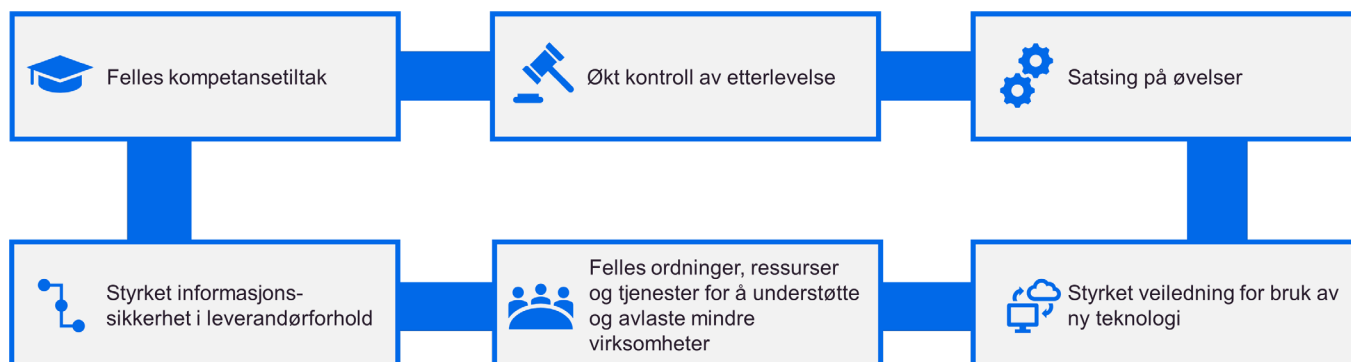 Felles kompetansetiltak
Økt kontroll av etterlevelse
Satsing på øvelser
Styrket informasjons-
sikkerhet i leverandørforhold
Felles ordninger, ressurser
og tjenester for å understøtte
og avlaste mindre
virksomheter
Styrket veiledning for bruk av
ny teknologi